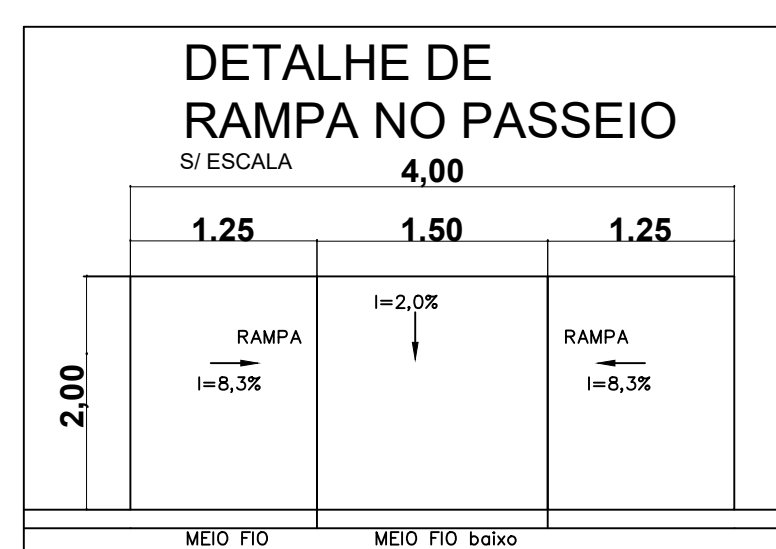 DETALHE DE
RAMPA NO PASSEIO
S/ ESCALA
4,00
1.25 1.50 1.25
I=2,0%
RAMPA RAMPA
I=8,3% I=8,3%
2,00
MEIO FIO MEIO FIO baixo